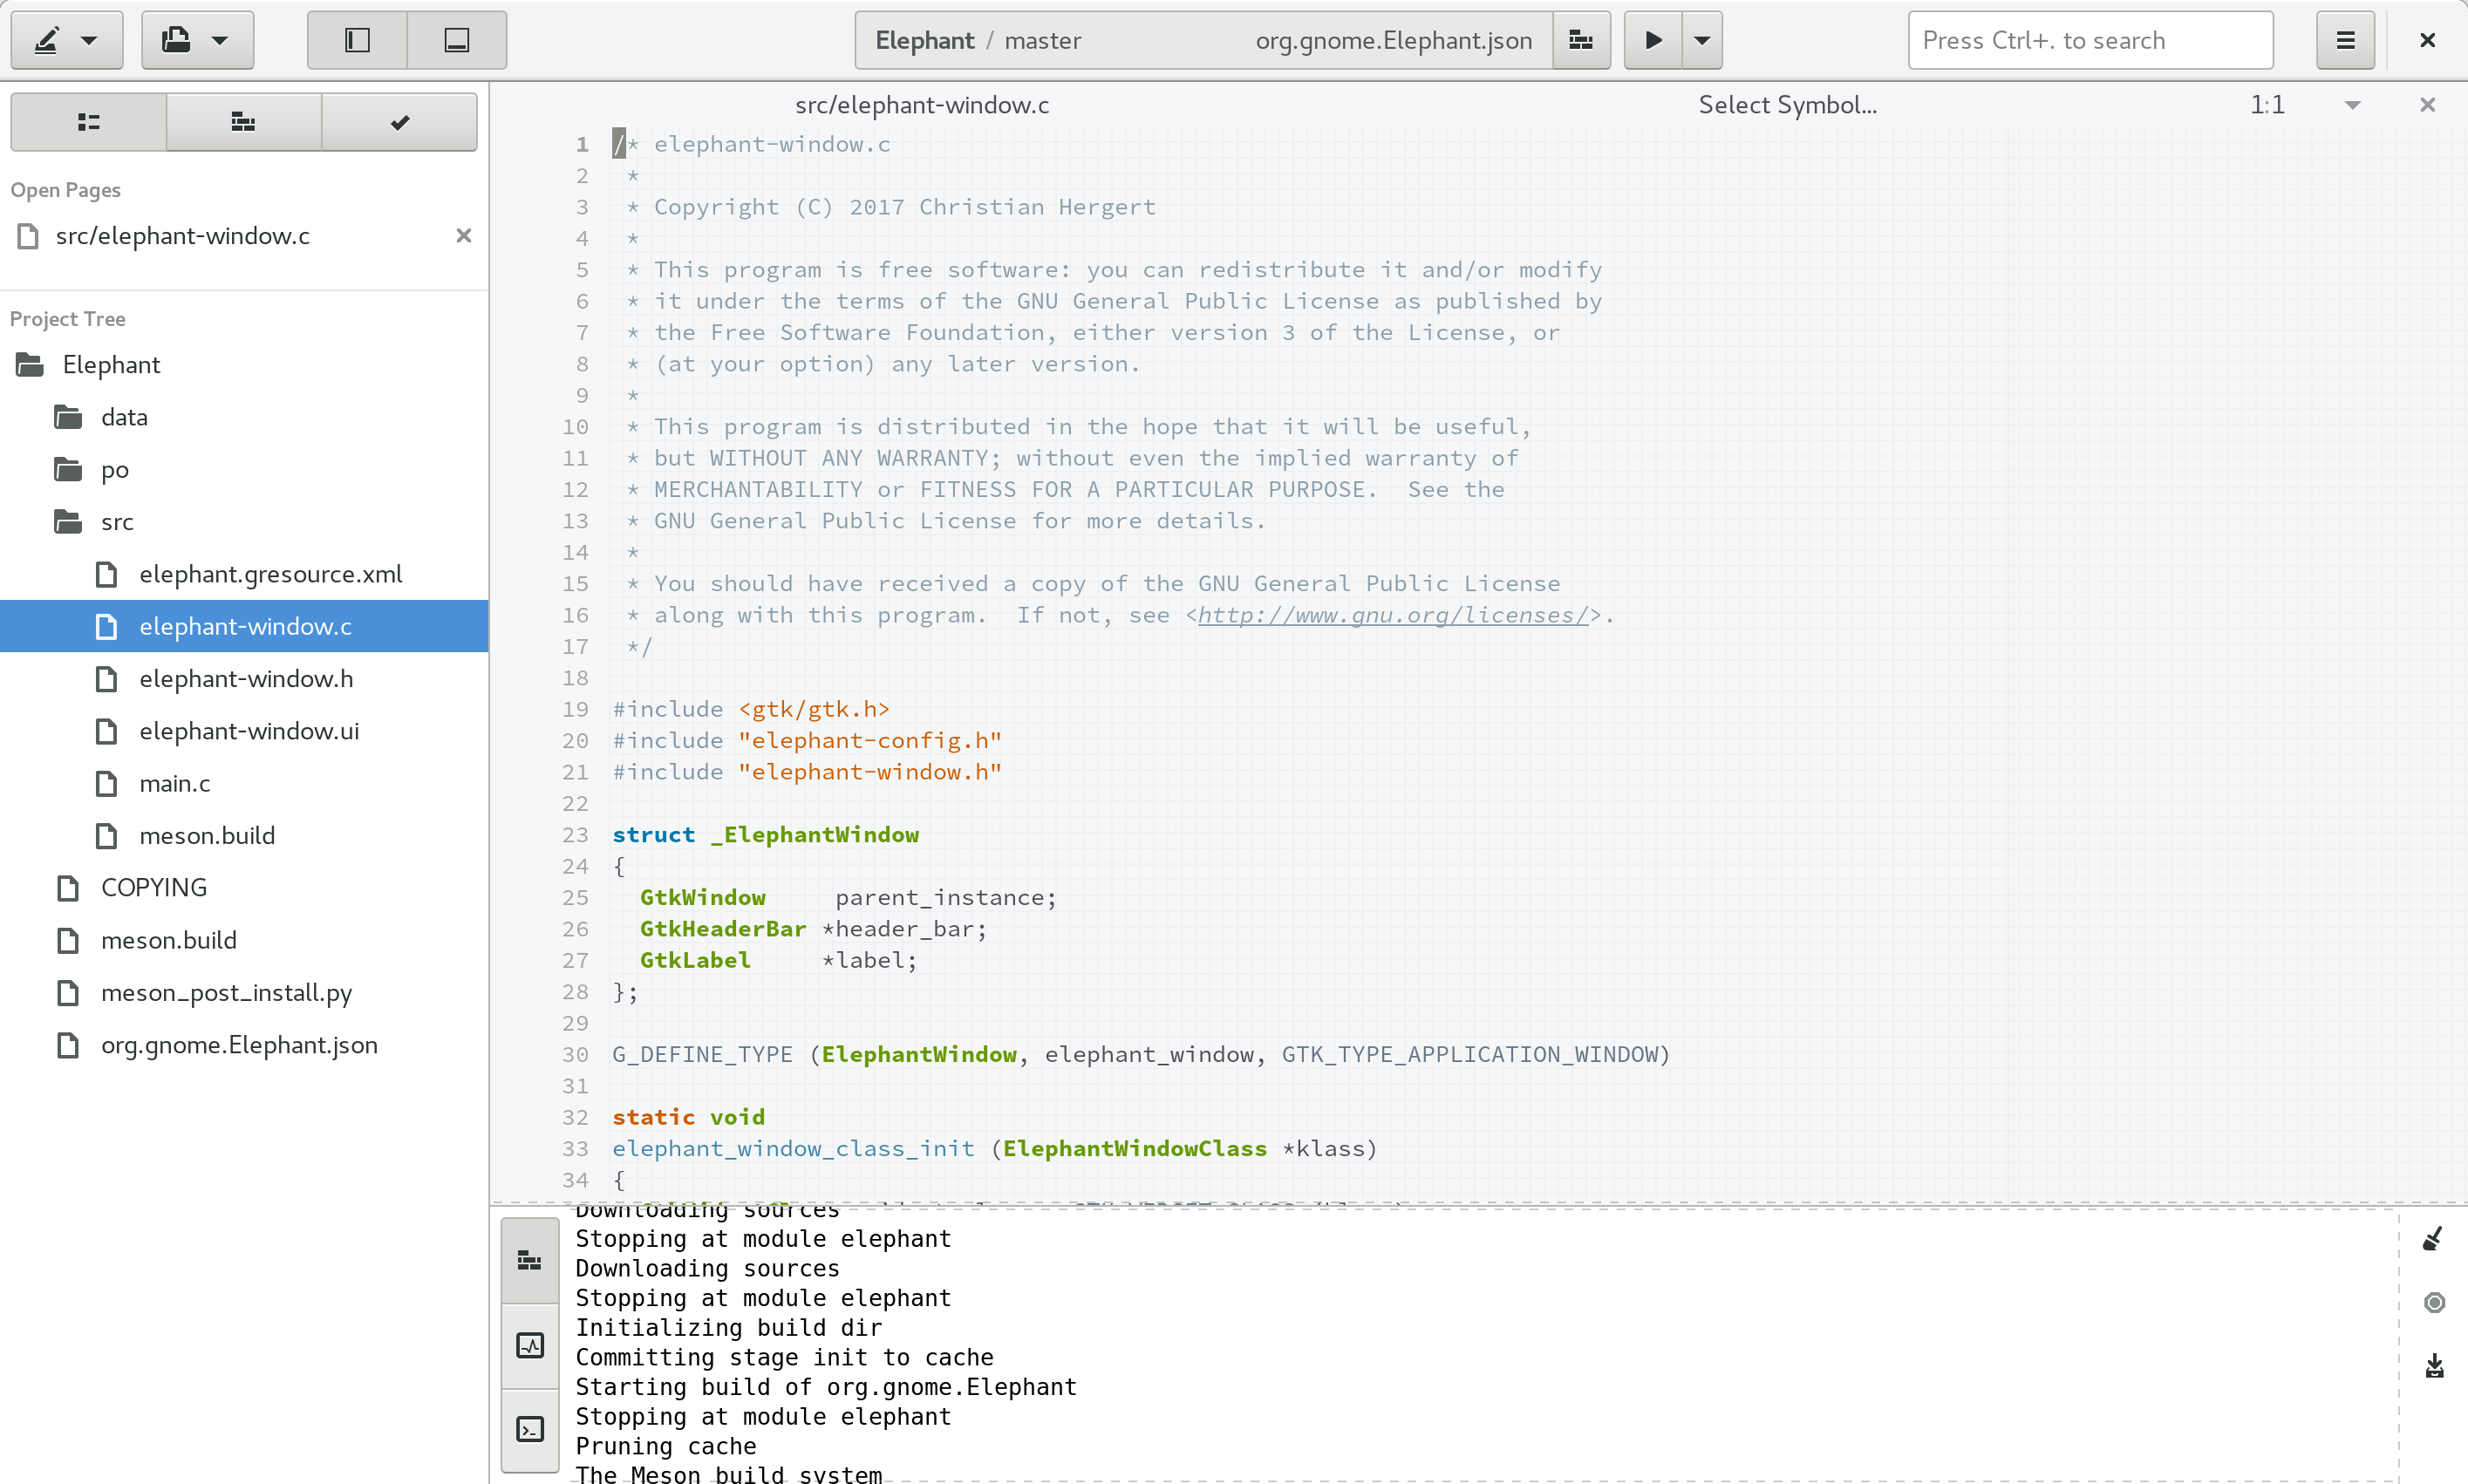 Elephant / master org.gnome.Elephant.json
Press Ctrl+. to search
Open Pages
src/elephant-window.c
Project Tree
Elephant
data
po
src
elephant.gresource.xml
elephant-window.c
elephant-window.h
elephant-window.ui
main.c
meson.build
COPYING
meson.build
meson_post_install.py
org.gnome.Elephant.json
src/elephant-window.c Select Symbol... 1:1
1 /* elephant-window.c
2  *
3  * Copyright (C) 2017 Christian Hergert
4  *
5  * This program is free software: you can redistribute it and/or modify
6  * it under the terms of the GNU General Public License as published by
7  * the Free Software Foundation, either version 3 of the License, or
8  * (at your option) any later version.
9  *
10  * This program is distributed in the hope that it will be useful,
11  * but WITHOUT ANY WARRANTY; without even the implied warranty of
12  * MERCHANTABILITY or FITNESS FOR A PARTICULAR PURPOSE.  See the
13  * GNU General Public License for more details.
14  *
15  * You should have received a copy of the GNU General Public License
16  * along with this program.  If not, see <http://www.gnu.org/licenses/>.
17  */
18
19 #include <gtk/gtk.h>
20 #include "elephant-config.h"
21 #include "elephant-window.h"
22
23 struct _ElephantWindow
24 {
25   GtkWindow     parent_instance;
26   GtkHeaderBar *header_bar;
27   GtkLabel     *label;
28 };
29
30 G_DEFINE_TYPE (ElephantWindow, elephant_window, GTK_TYPE_APPLICATION_WINDOW)
31
32 static void
33 elephant_window_class_init (ElephantWindowClass *klass)
34 {
Downloading sources
Stopping at module elephant
Downloading sources
Stopping at module elephant
Initializing build dir
Committing stage init to cache
Starting build of org.gnome.Elephant
Stopping at module elephant
Pruning cache
The Meson build system